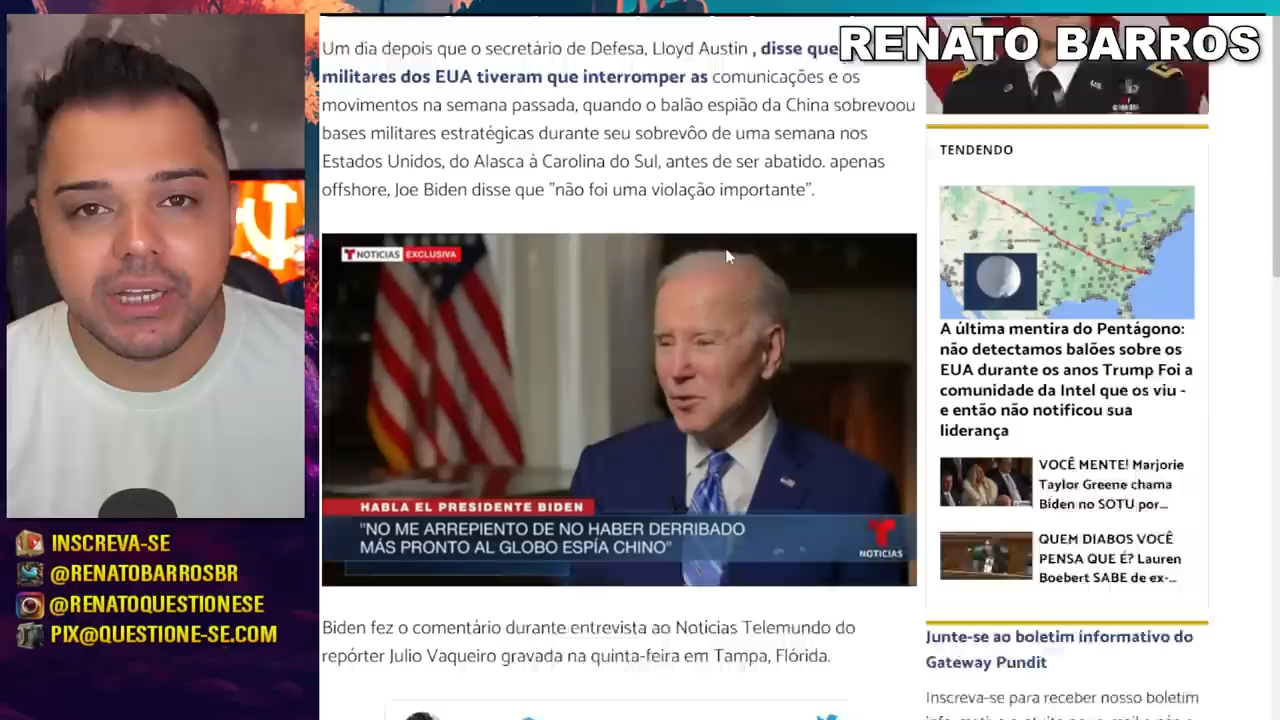 RENATO BARROS
INSCREVA-SE
@RENATOBARROSBR
@RENATOQUESTIONESE
PIX@QUESTIONE-SE.COM
Um dia depois que o secretário de Defesa, Lloyd Austin , disse que
militares dos EUA tiveram que interromper as comunicações e os
movimentos na semana passada, quando o balão espião da China sobrevoou
bases militares estratégicas durante seu sobrevôo de uma semana nos
Estados Unidos, do Alasca à Carolina do Sul, antes de ser abatido. apenas
offshore, Joe Biden disse que "não foi uma violação importante".
NOTICIAS EXCLUSIVA
HABLA EL PRESIDENTE BIDEN
"NO ME ARREPIENTO DE NO HABER DERRIBADO
MÁS PRONTO AL GLOBO ESPÍA CHINO"
NOTICIAS
Biden fez o comentário durante entrevista ao Noticias Telemundo do
repórter Julio Vaqueiro gravada na quinta-feira em Tampa, Flórida.
TENDENDO
A última mentira do Pentágono:
não detectamos balões sobre os
EUA durante os anos Trump Foi a
comunidade da Intel que os viu -
e então não notificou sua
liderança
VOCÊ MENTE! Marjorie
Taylor Greene chama
Biden no SOTU por...
QUEM DIABOS VOCÊ
PENSA QUE É? Lauren
Boebert SABE de ex-...
Junte-se ao boletim informativo do
Gateway Pundit
Inscreva-se para receber nosso boletim